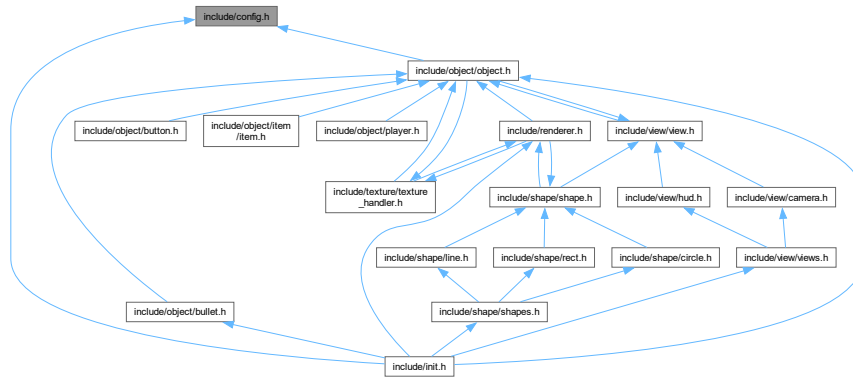 include/config.h
include/object/object.h
include/object/button.h
include/object/item
/item.h
include/object/player.h
include/renderer.h
include/view/view.h
include/texture/texture
_handler.h
include/shape/shape.h
include/view/hud.h
include/view/camera.h
include/shape/line.h
include/shape/rect.h
include/shape/circle.h
include/view/views.h
include/object/bullet.h
include/shape/shapes.h
include/init.h